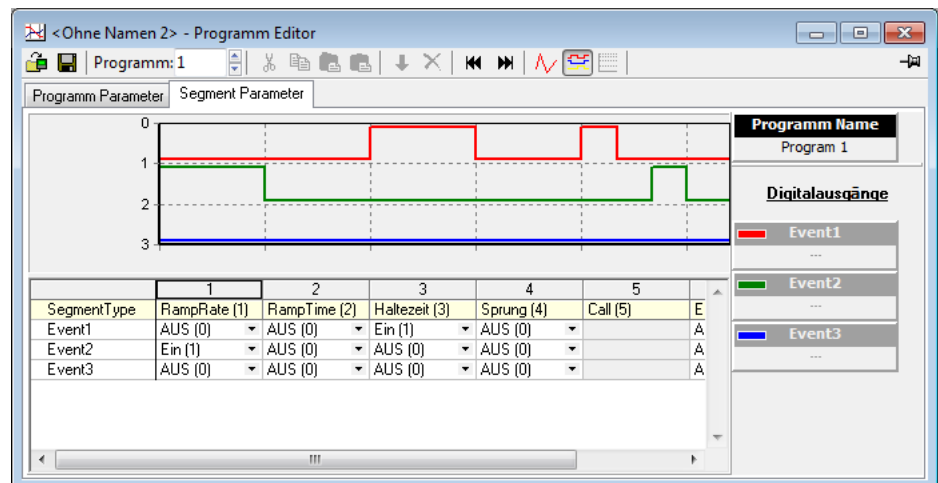 <Ohne Namen 2> - Programm Editor
Programm: 1
Programm Parameter Segment Parameter
0
1
2
3
Programm Name
Program 1
Digitalausgänge
Event1
---
Event2
---
Event3
---
1 2 3 4 5
SegmentType RampRate (1) RampTime (2) Haltezeit (3) Sprung (4) Call (5) E
Event1 AUS (0) AUS (0) Ein (1) AUS (0) A
Event2 Ein (1) AUS (0) AUS (0) AUS (0) A
Event3 AUS (0) AUS (0) AUS (0) AUS (0) A